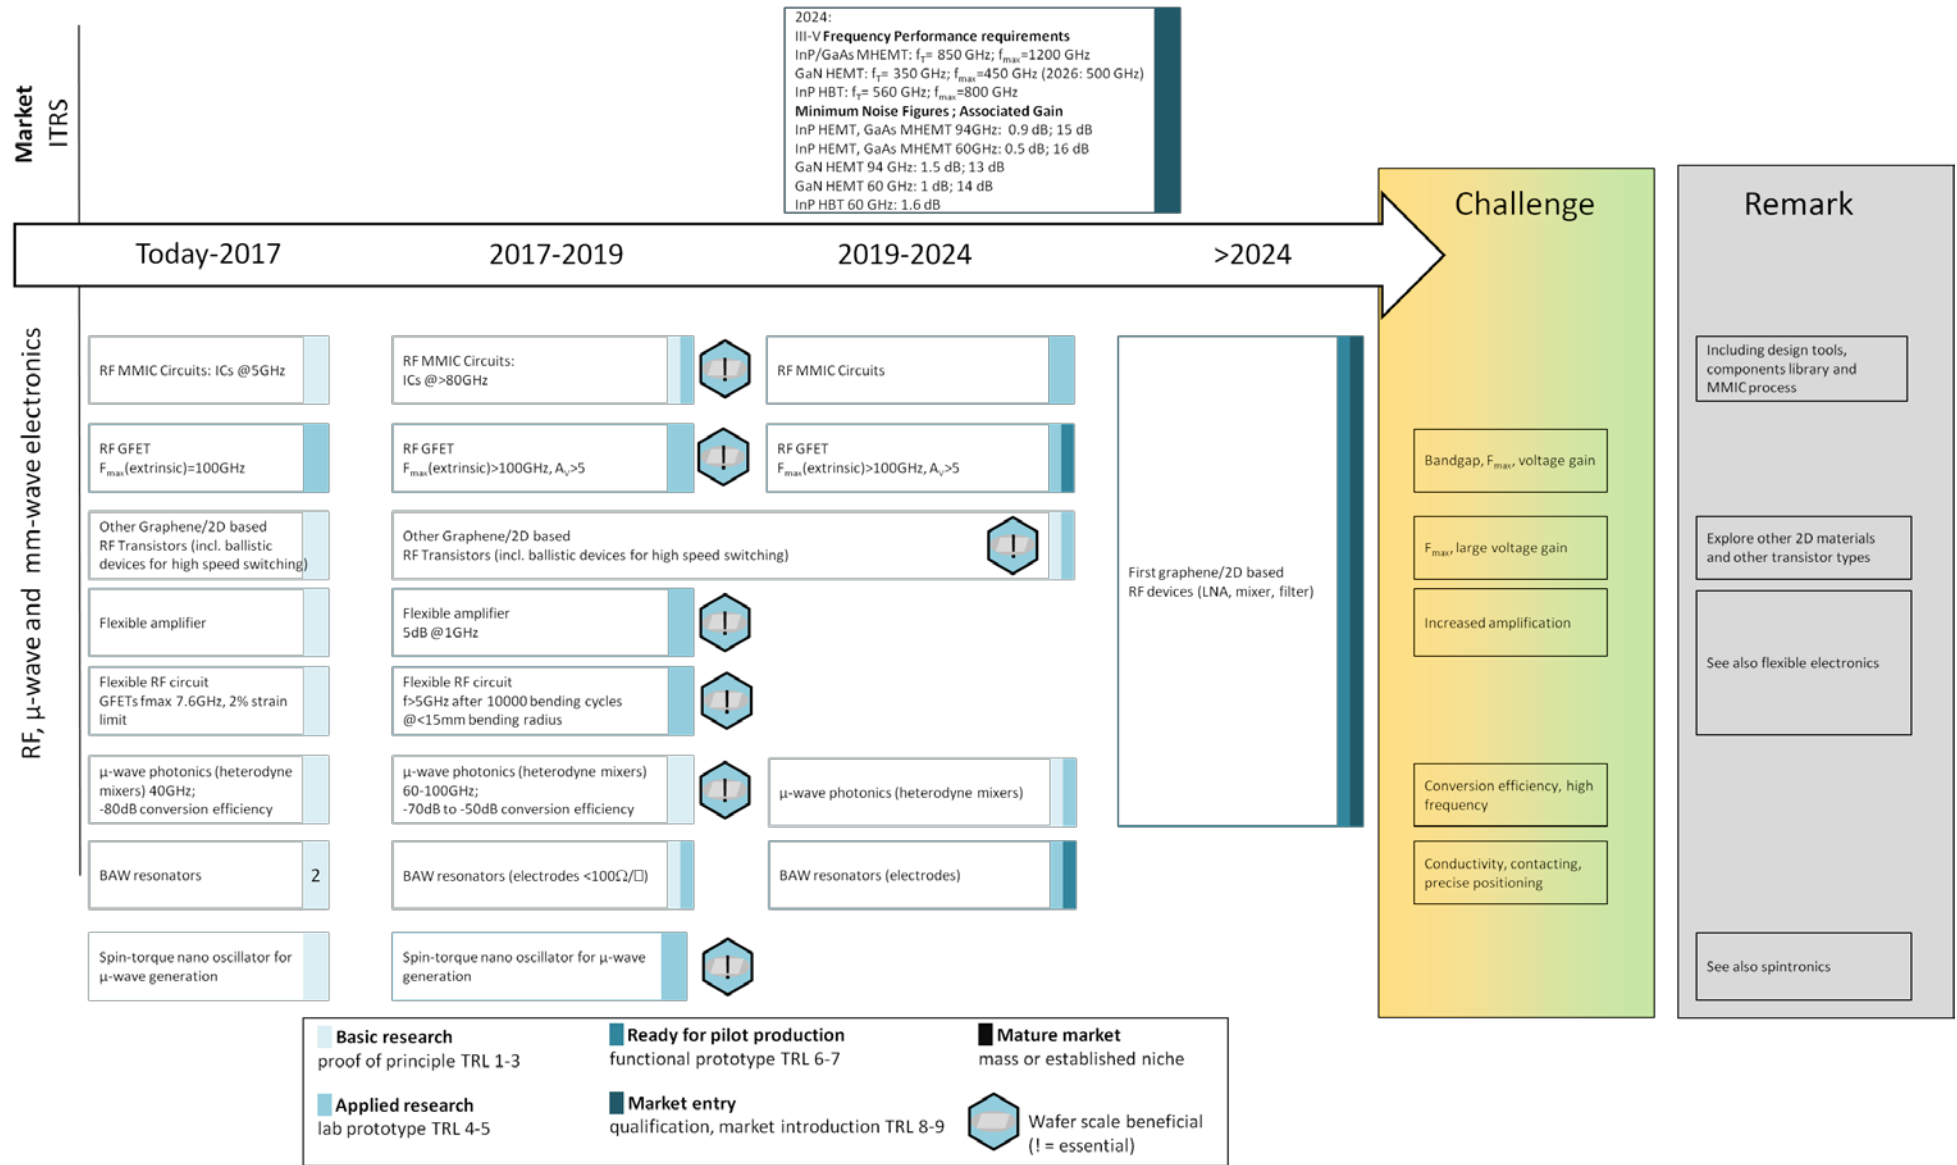 Market
ITRS
2024:
III-V Frequency Performance requirements
InP/GaAs MHEMT: fT= 850 GHz; fmax=1200 GHz
GaN HEMT: fT= 350 GHz; fmax=450 GHz (2026: 500 GHz)
InP HBT: fT= 560 GHz; fmax=800 GHz
Minimum Noise Figures ; Associated Gain
InP HEMT, GaAs MHEMT 94GHz: 0.9 dB; 15 dB
InP HEMT, GaAs MHEMT 60GHz: 0.5 dB; 16 dB
GaN HEMT 94 GHz: 1.5 dB; 13 dB
GaN HEMT 60 GHz: 1 dB; 14 dB
InP HBT 60 GHz: 1.6 dB
Challenge
Remark
Today-2017
2017-2019
2019-2024
>2024
RF, µ-wave and mm-wave electronics
RF MMIC Circuits: ICs @5GHz
RF MMIC Circuits:
ICs @>80GHz
!
RF MMIC Circuits
Including design tools,
components library and
MMIC process
RF GFET
Fmax(extrinsic)=100GHz
RF GFET
Fmax(extrinsic)>100GHz, AV>5
!
RF GFET
Fmax(extrinsic)>100GHz, AV>5
Bandgap, Fmax, voltage gain
Other Graphene/2D based
RF Transistors (incl. ballistic
devices for high speed switching)
Other Graphene/2D based
RF Transistors (incl. ballistic devices for high speed switching)
!
Fmax, large voltage gain
Explore other 2D materials
and other transistor types
First graphene/2D based
RF devices (LNA, mixer, filter)
Flexible amplifier
Flexible amplifier
5dB @1GHz
!
Increased amplification
See also flexible electronics
Flexible RF circuit
GFETs fmax 7.6GHz, 2% strain
limit
Flexible RF circuit
f>5GHz after 10000 bending cycles
@<15mm bending radius
!
µ-wave photonics (heterodyne
mixers) 40GHz;
-80dB conversion efficiency
µ-wave photonics (heterodyne mixers)
60-100GHz;
-70dB to -50dB conversion efficiency
!
µ-wave photonics (heterodyne mixers)
Conversion efficiency, high
frequency
BAW resonators
2
BAW resonators (electrodes <100Ω/□)
BAW resonators (electrodes)
Conductivity, contacting,
precise positioning
Spin-torque nano oscillator for
µ-wave generation
Spin-torque nano oscillator for µ-wave
generation
!
See also spintronics
Basic research
proof of principle TRL 1-3
Applied research
lab prototype TRL 4-5
Ready for pilot production
functional prototype TRL 6-7
Market entry
qualification, market introduction TRL 8-9
Mature market
mass or established niche
Wafer scale beneficial
(! = essential)